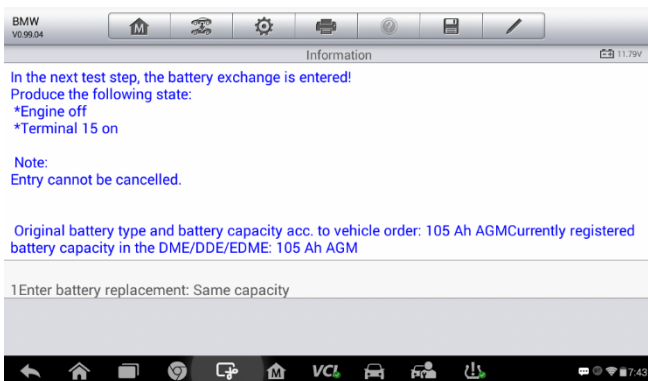 BMW
V0.99.04
Information
11.79V
In the next test step, the battery exchange is entered!
Produce the following state:
*Engine off
*Terminal 15 on
Note:
Entry cannot be cancelled.
Original battery type and battery capacity acc. to vehicle order: 105 Ah AGMCurrently registered
battery capacity in the DME/DDE/EDME: 105 Ah AGM
1Enter battery replacement: Same capacity
M
M
VCI
7:43